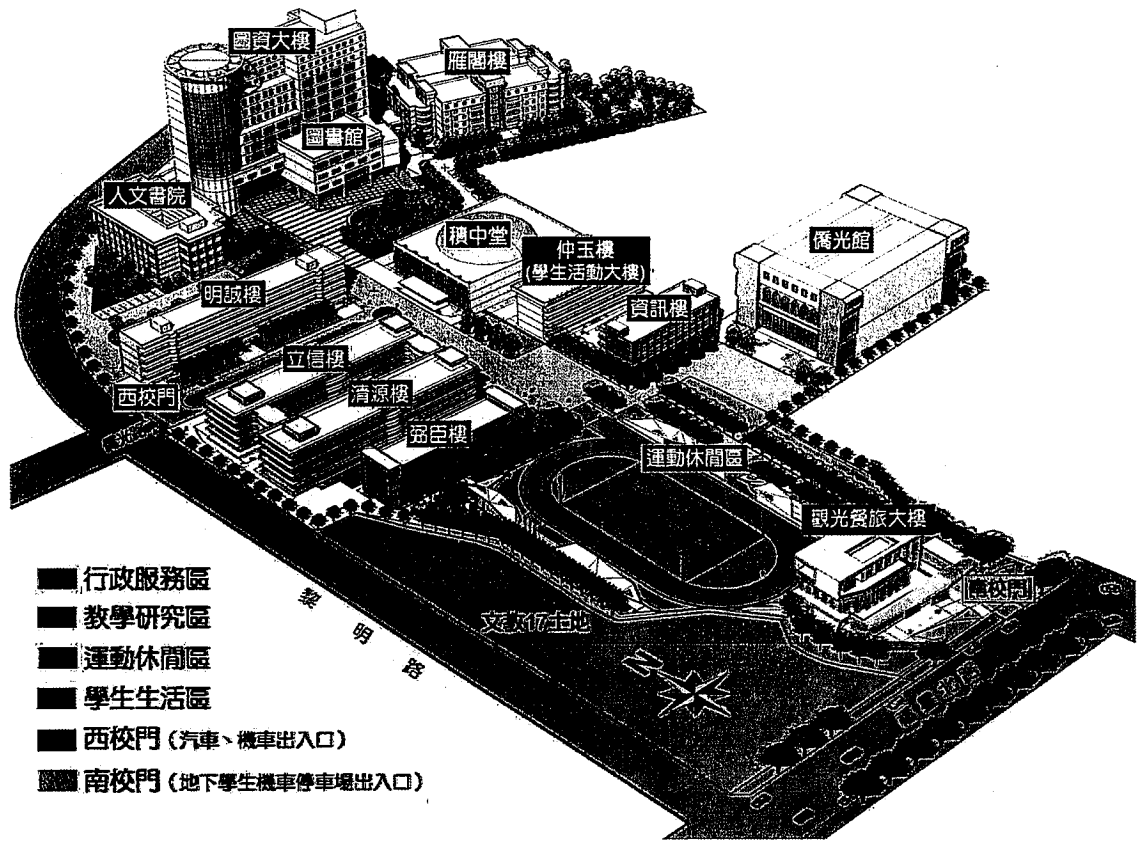 圖資大樓
雁閣樓
圖書館
人文書院
積中堂
仲玉樓
(學生活動大樓)
僑光館
明誠樓
資訊樓
立信樓
西校門
清源樓
弼臣樓
運動休閒區
觀光餐旅大樓
南校門
行政服務區
教學研究區
運動休閒區
學生生活區
西校門(汽車、機車出入口)
南校門(地下學生機車停車場出入口)
黎明路
文教17土地
N